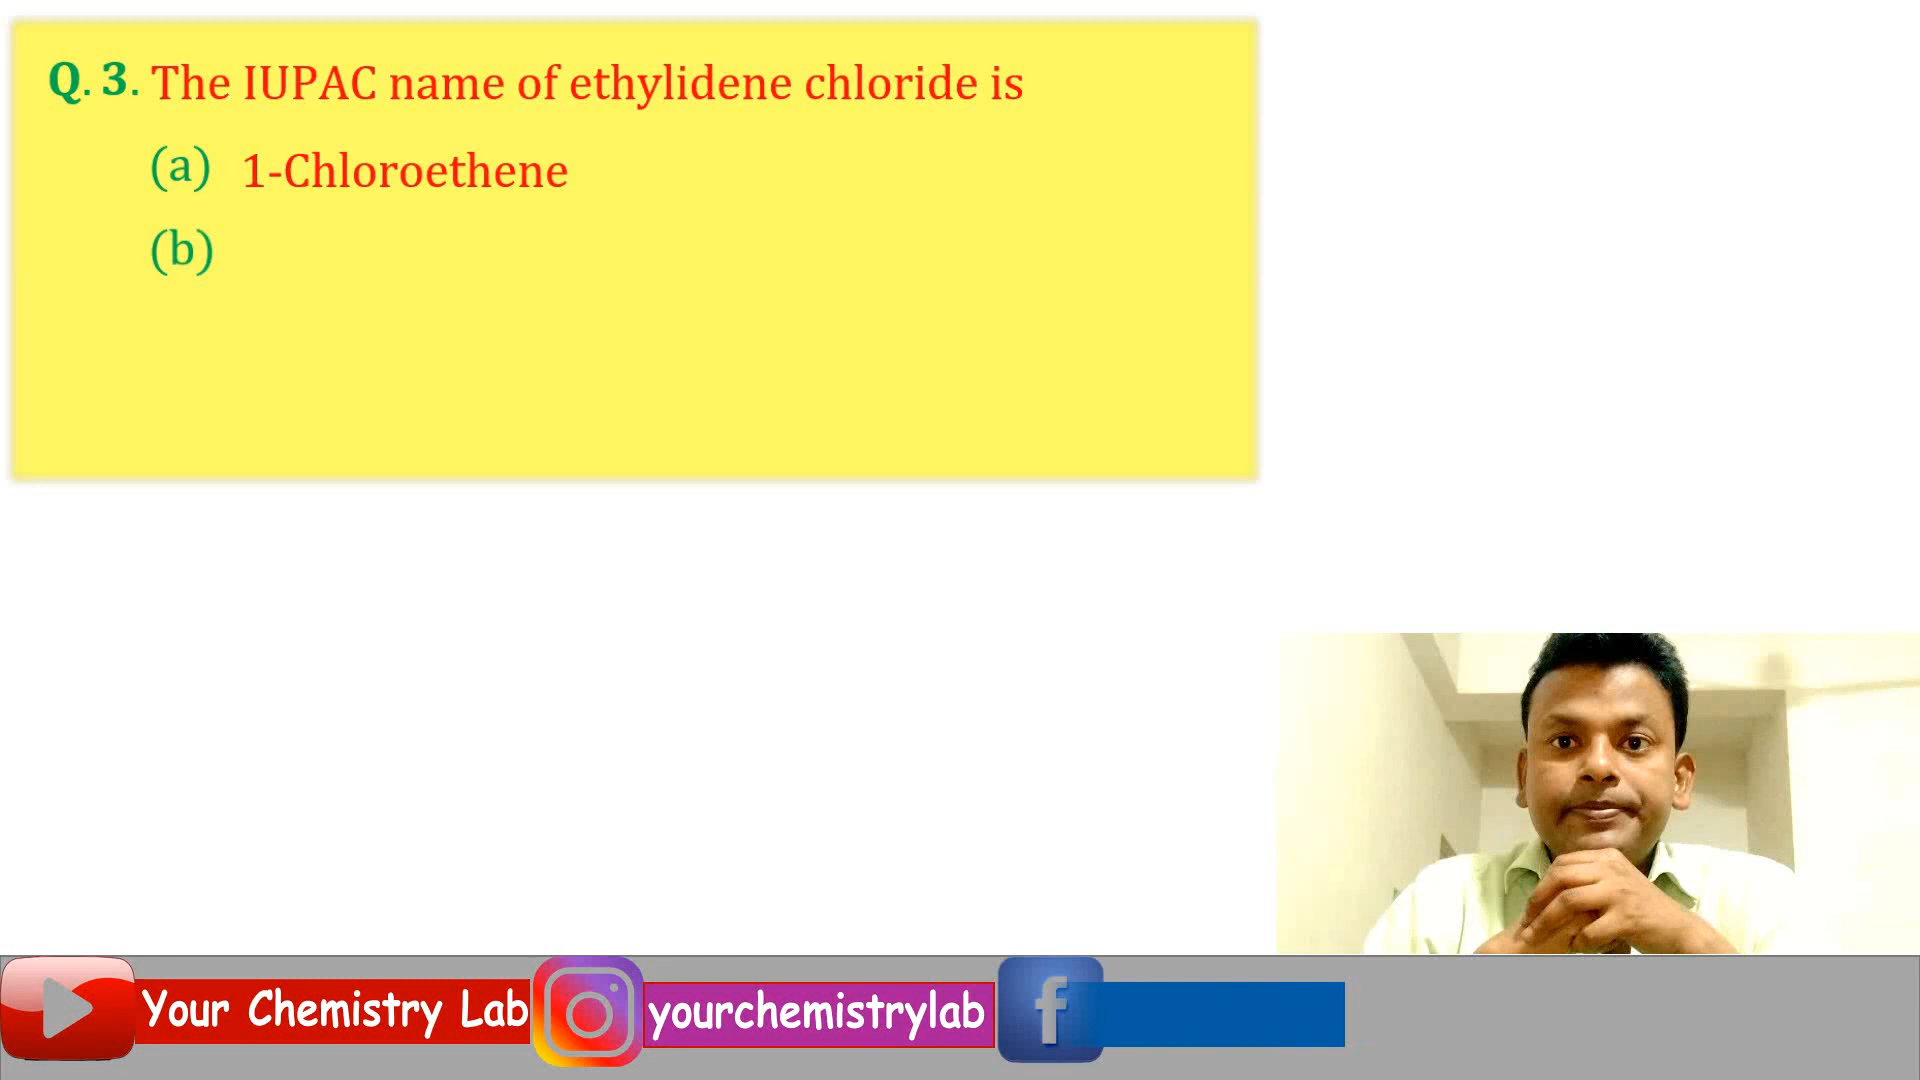 Q. 3. The IUPAC name of ethylidene chloride is
(a) 1-Chloroethene
(b)
Your Chemistry Lab
yourchemistrylab
f